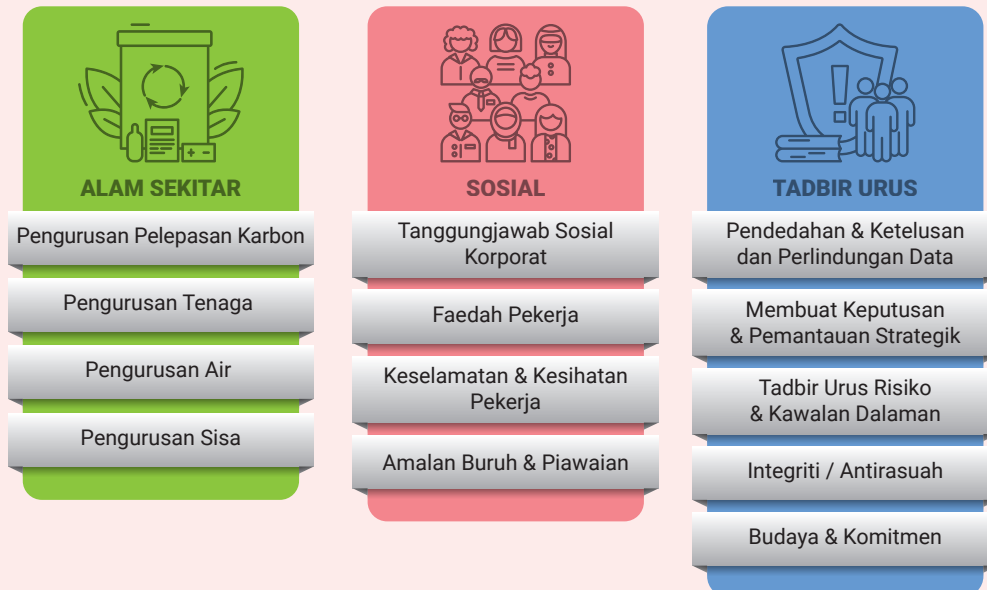 ALAM SEKITAR
Pengurusan Pelepasan Karbon
Pengurusan Tenaga
Pengurusan Air
Pengurusan Sisa
SOSIAL
Tanggungjawab Sosial
Korporat
Faedah Pekerja
Keselamatan & Kesihatan
Pekerja
Amalan Buruh & Piawaian
TADBIR URUS
Pendedahan & Ketelusan
dan Perlindungan Data
Membuat Keputusan
& Pemantauan Strategik
Tadbir Urus Risiko
& Kawalan Dalaman
Integriti / Antirasuah
Budaya & Komitmen